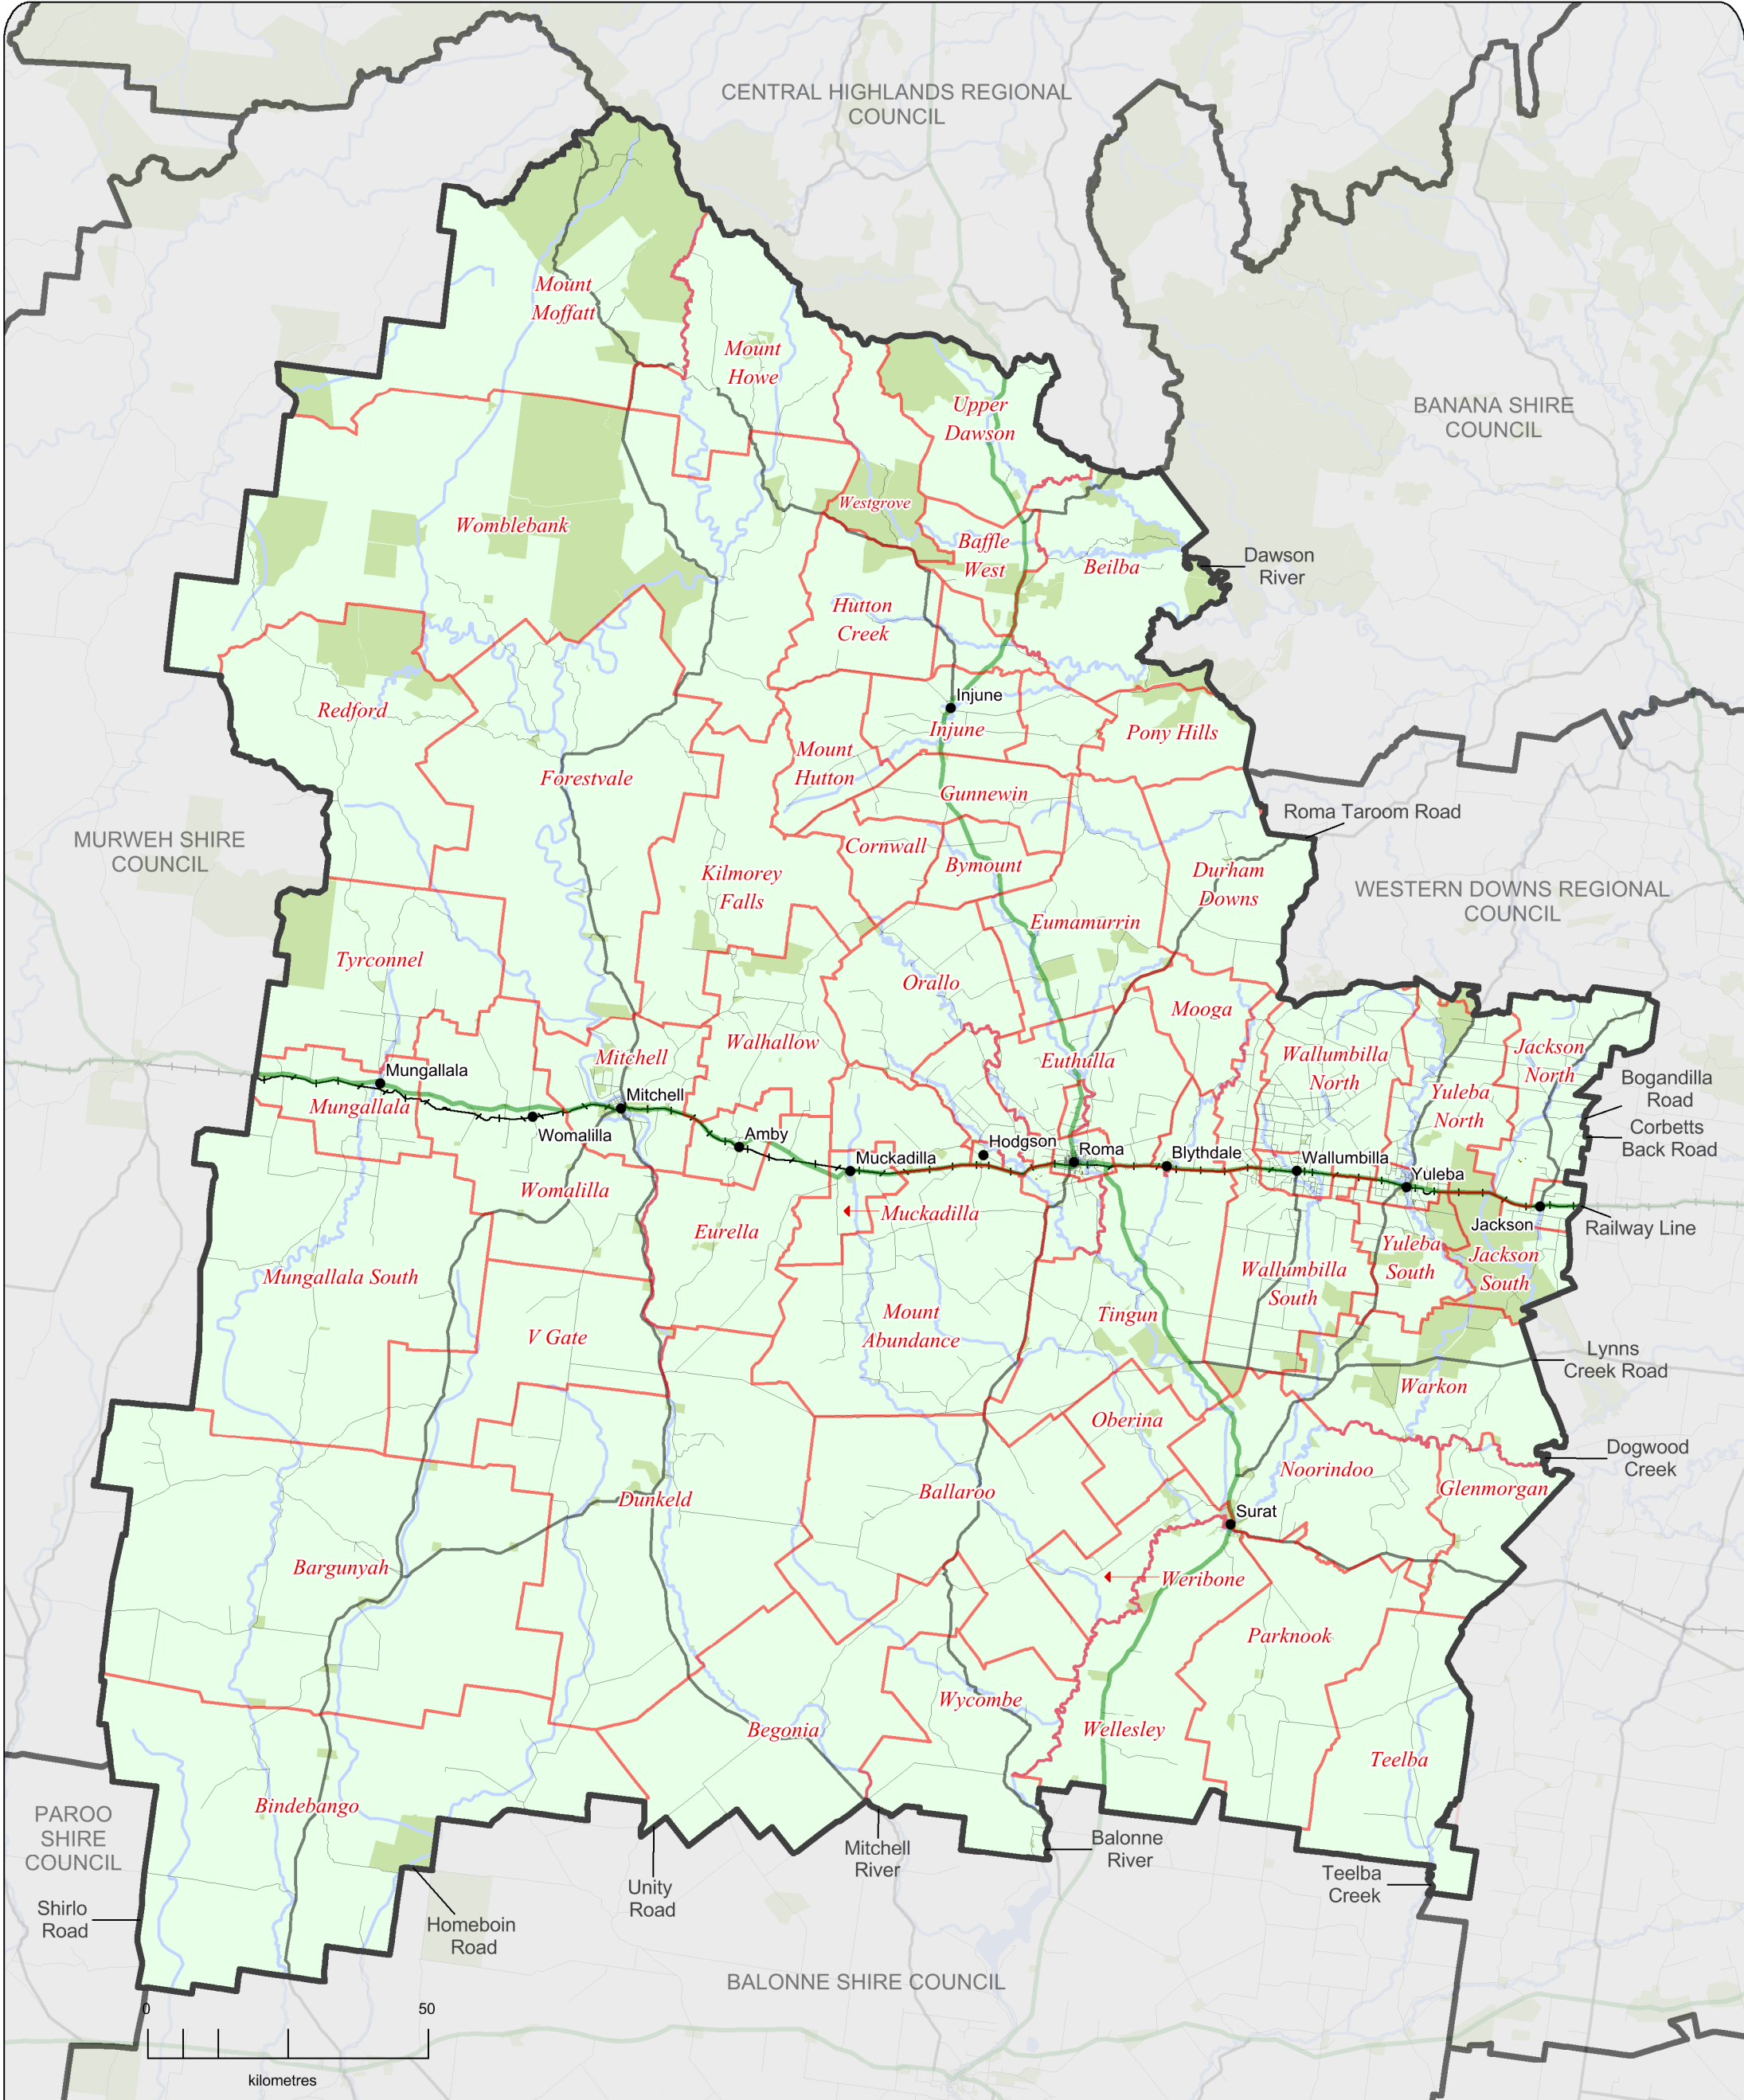 CENTRAL HIGHLANDS REGIONAL
COUNCIL
Mount
Moffatt
Mount
Howe
Upper
Dawson
BANANA SHIRE
COUNCIL
Westgrove
Womblebank
Baffle
West
Beilba
Dawson
River
Hutton
Creek
Injune
Redford
Injune
Pony Hills
Mount
Hutton
Forestvale
Gunnewin
Roma Taroom Road
MURWEH SHIRE
COUNCIL
Cornwall
Bymount
Kilmorey
Falls
Durham
Downs
WESTERN DOWNS REGIONAL
COUNCIL
Eumamurrin
Tyrconnel
Orallo
Mooga
Walhallow
Mitchell
Euthulla
Wallumbilla
North
Jackson
North
Mungallala
Mungallala
Mitchell
Yuleba
North
Bogandilla
Road
Womalilla
Amby
Hodgson
Roma
Corbetts
Back Road
Muckadilla
Blythdale
Wallumbilla
Yuleba
Womalilla
Muckadilla
Jackson
Railway Line
Eurella
Yuleba
South
Jackson
South
Mungallala South
Wallumbilla
South
V Gate
Mount
Abundance
Tingun
Lynns
Creek Road
Warkon
Oberina
Dogwood
Creek
Noorindoo
Glenmorgan
Dunkeld
Ballaroo
Surat
Bargunyah
Weribone
Parknook
Wycombe
Begonia
Wellesley
Teelba
Bindebango
PAROO
SHIRE
COUNCIL
Mitchell
River
Balonne
River
Teelba
Creek
Unity
Road
Shirlo
Road
Homeboin
Road
BALONNE SHIRE COUNCIL
0
50
kilometres